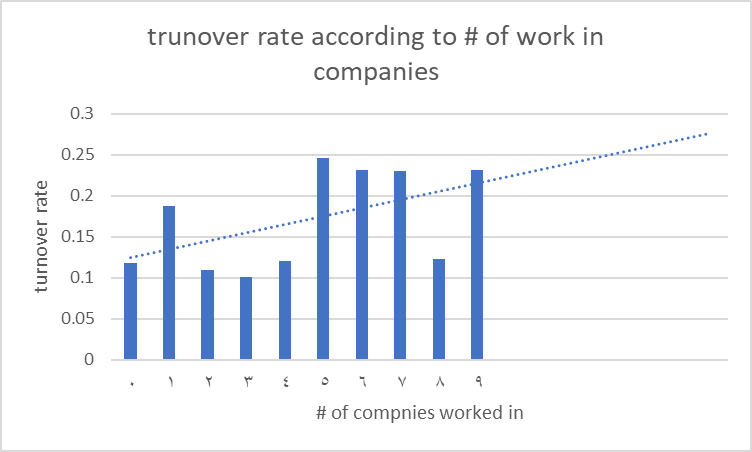 trunover rate according to # of work in
companies
0.3
0.25
0.2
0.15
0.1
0.05
0
turnover rate
٠ ١ ٢ ٣ ٤ ٥ ٦ ٧ ٨ ٩
# of compnies worked in